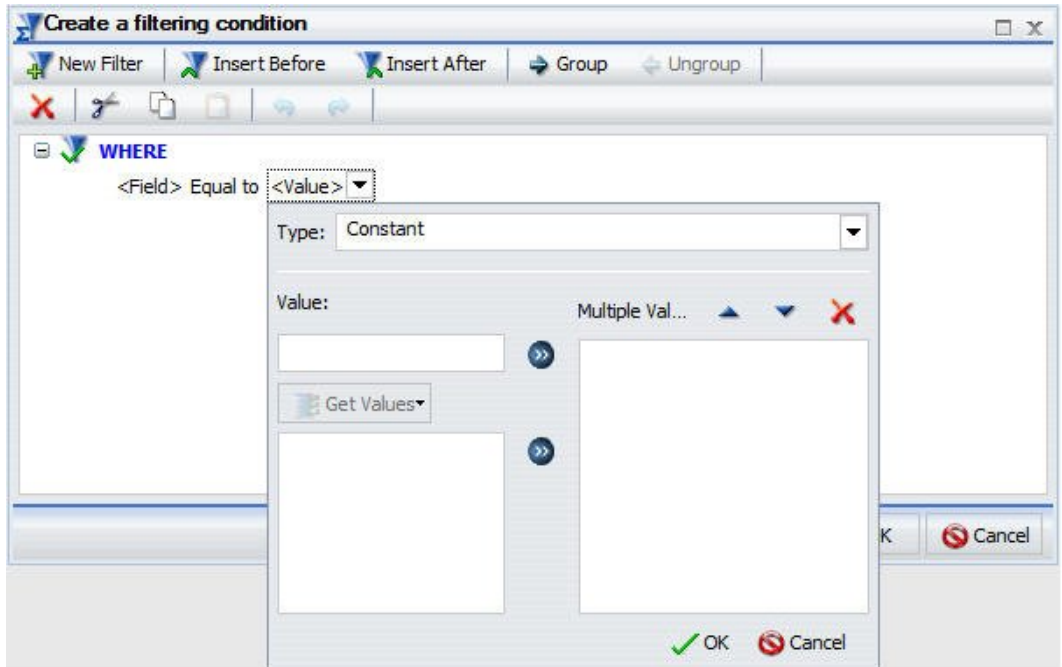 Create a filtering condition
New Filter Insert Before Insert After Group Ungroup
WHERE
<Field> Equal to <Value>
Type: Constant
Value:
Multiple Val...
Get Values
K Cancel
OK Cancel